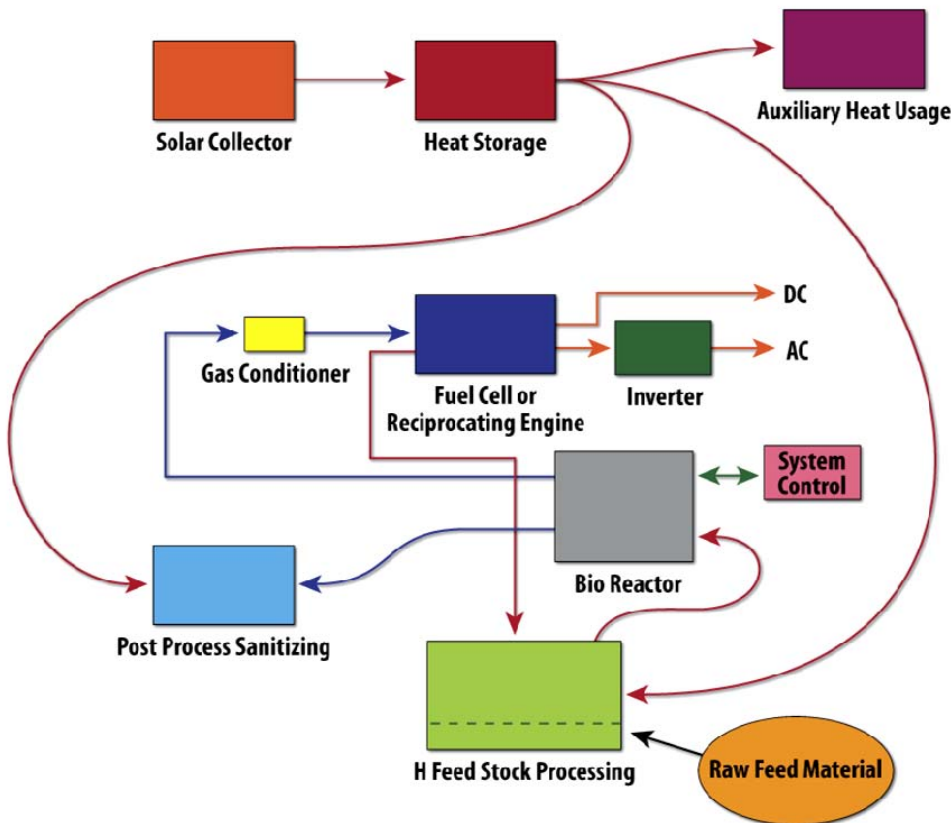 Solar Collector
Heat Storage
Auxiliary Heat Usage
DC
Gas Conditioner
Fuel Cell or
Reciprocating Engine
Inverter
AC
System
Control
Bio Reactor
Post Process Sanitizing
H Feed Stock Processing
Raw Feed Material